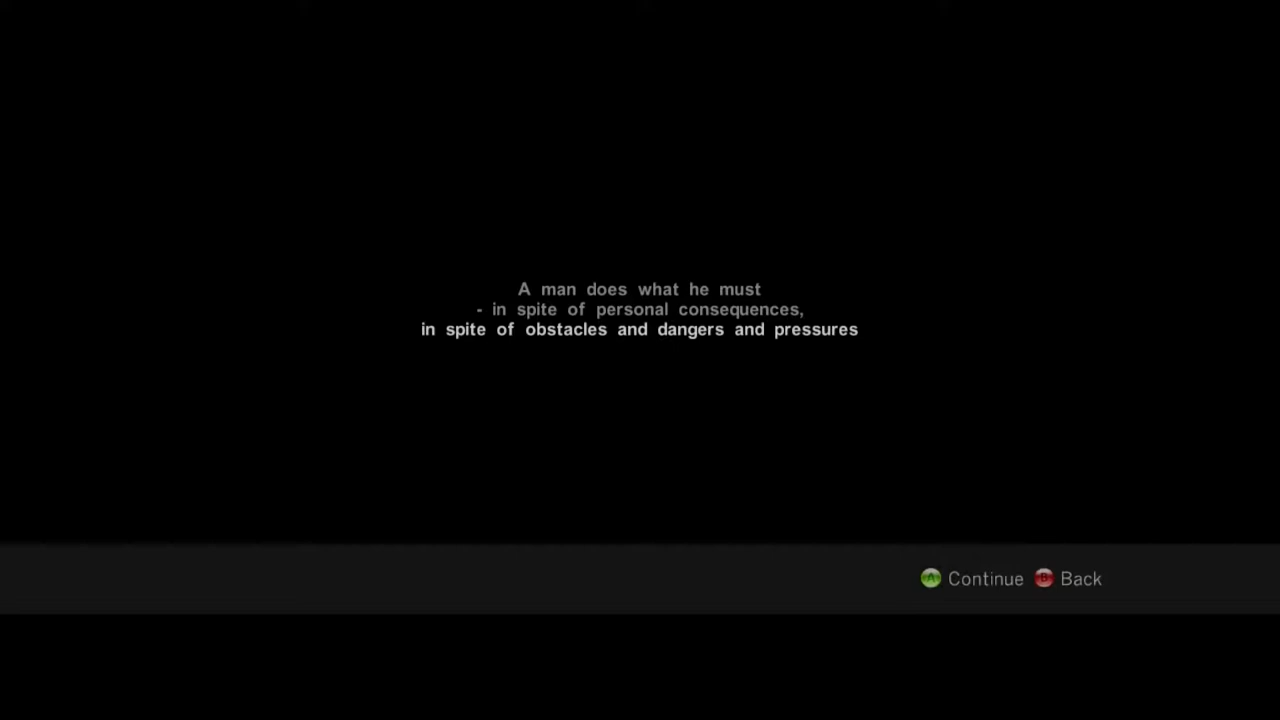 A man does what he must
- in spite of personal consequences,
in spite of obstacles and dangers and pressures
A Continue B Back